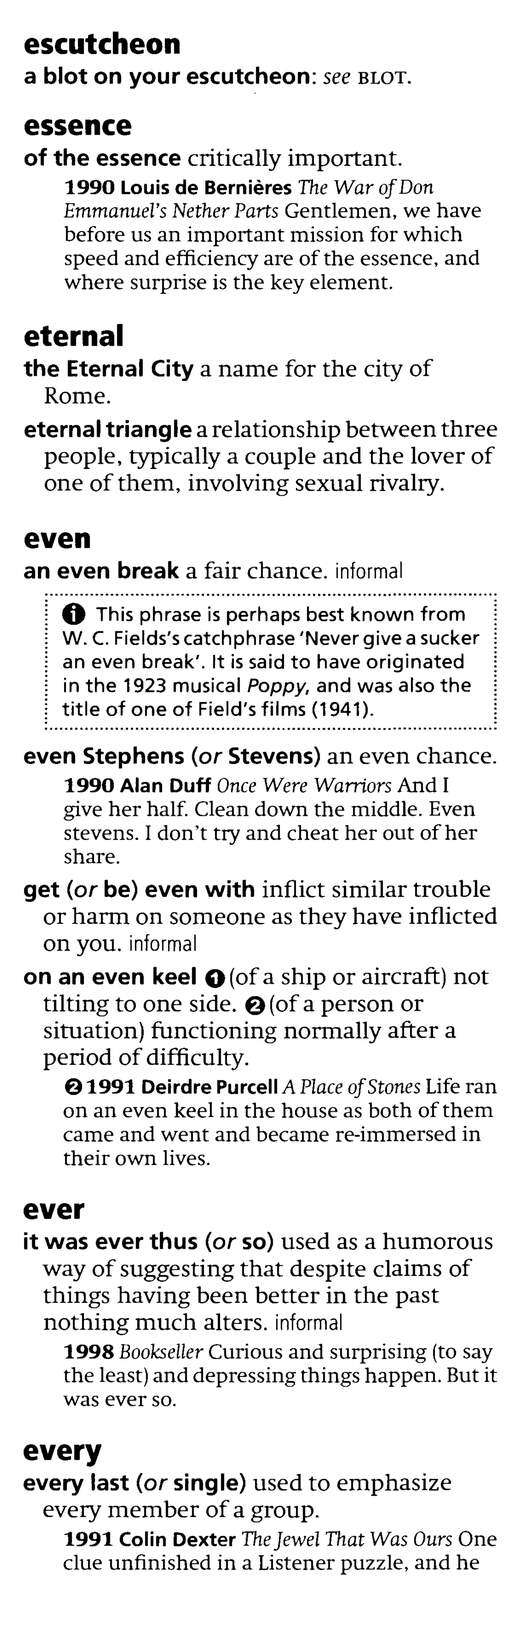 escutcheon
a blot on your escutcheon: see BLOT.
essence
of the essence critically important.
1990 Louis de Bernières The War of Don
Emmanuel's Nether Parts Gentlemen, we have
before us an important mission for which
speed and efficiency are of the essence, and
where surprise is the key element.
eternal
the Eternal City a name for the city of
Rome.
eternal triangle a relationship between three
people, typically a couple and the lover of
one of them, involving sexual rivalry.
even
an even break a fair chance. informal
ⓘ This phrase is perhaps best known from
W. C. Fields's catchphrase 'Never give a sucker
an even break'. It is said to have originated
in the 1923 musical Poppy, and was also the
title of one of Field's films (1941).
even Stephens (or Stevens) an even chance.
1990 Alan Duff Once Were Warriors And I
give her half. Clean down the middle. Even
stevens. I don't try and cheat her out of her
share.
get (or be) even with inflict similar trouble
or harm on someone as they have inflicted
on you. informal
on an even keel ❶ (of a ship or aircraft) not
tilting to one side. ❷ (of a person or
situation) functioning normally after a
period of difficulty.
❷ 1991 Deirdre Purcell A Place of Stones Life ran
on an even keel in the house as both of them
came and went and became re-immersed in
their own lives.
ever
it was ever thus (or so) used as a humorous
way of suggesting that despite claims of
things having been better in the past
nothing much alters. informal
1998 Bookseller Curious and surprising (to say
the least) and depressing things happen. But it
was ever so.
every
every last (or single) used to emphasize
every member of a group.
1991 Colin Dexter The Jewel That Was Ours One
clue unfinished in a Listener puzzle, and he